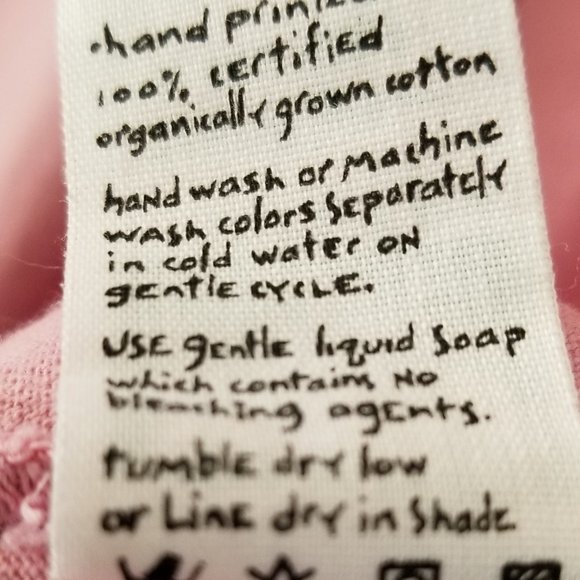 •hand printed
100% certified
organically grown cotton
hand wash or machine
wash colors separately
in cold water on
gentle cycle.
use gentle liquid soap
which contains no
bleaching agents.
tumble dry low
or line dry in shade